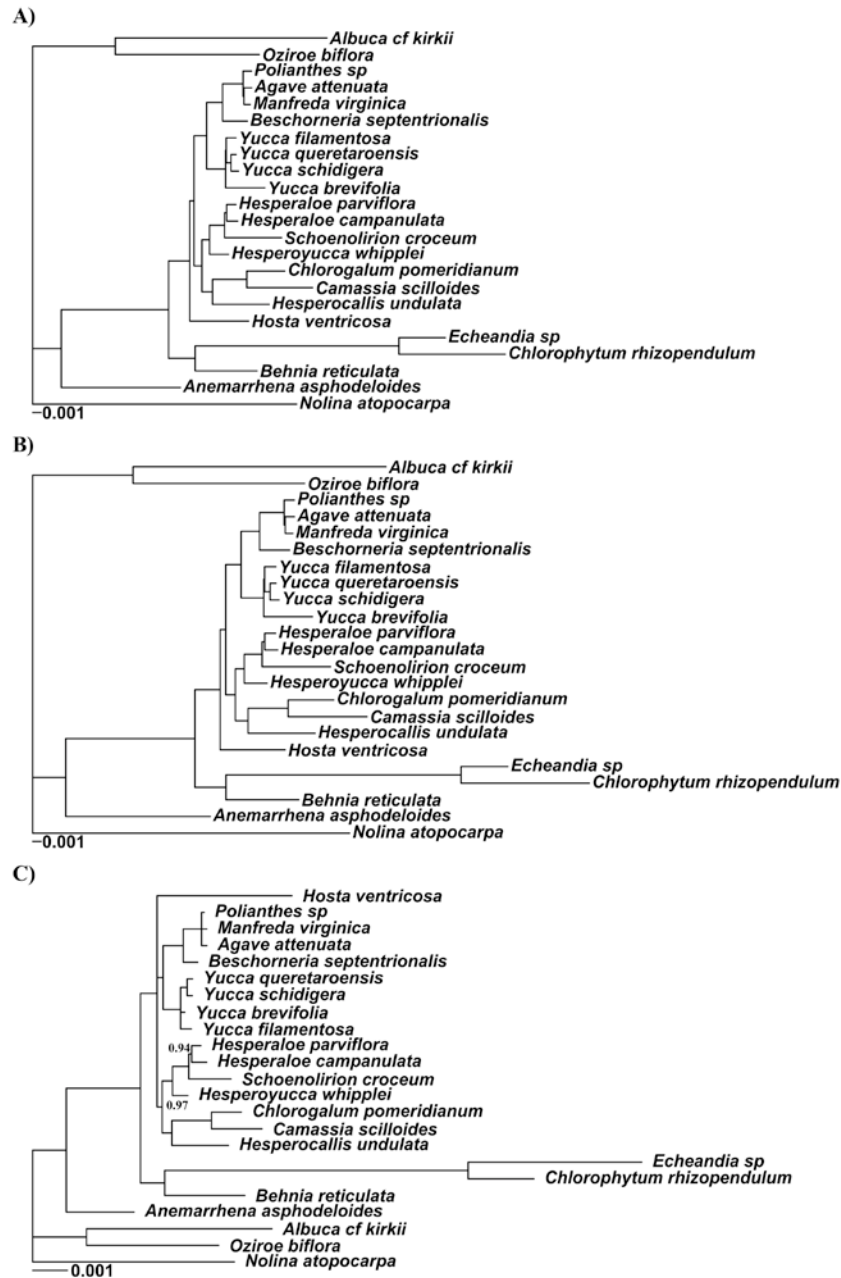 A)
Albuca cf kirkii
Oziroe biflora
Polianthes sp
Agave attenuata
Manfreda virginica
Beschorneria septentrionalis
Yucca filamentosa
Yucca queretaroensis
Yucca schidigera
Yucca brevifolia
Hesperaloe parviflora
Hesperaloe campanulata
Schoenolirion croceum
Hesperoyucca whipplei
Chlorogalum pomeridianum
Camassia scilloides
Hesperocallis undulata
Hosta ventricosa
Echeandia sp
Chlorophytum rhizopendulum
Behnia reticulata
Anemarrhena asphodeloides
Nolina atopocarpa
0.001
B)
Albuca cf kirkii
Oziroe biflora
Polianthes sp
Agave attenuata
Manfreda virginica
Beschorneria septentrionalis
Yucca filamentosa
Yucca queretaroensis
Yucca schidigera
Yucca brevifolia
Hesperaloe parviflora
Hesperaloe campanulata
Schoenolirion croceum
Hesperoyucca whipplei
Chlorogalum pomeridianum
Camassia scilloides
Hesperocallis undulata
Hosta ventricosa
Echeandia sp
Chlorophytum rhizopendulum
Behnia reticulata
Anemarrhena asphodeloides
Nolina atopocarpa
0.001
C)
Hosta ventricosa
Polianthes sp
Manfreda virginica
Agave attenuata
Beschorneria septentrionalis
Yucca queretaroensis
Yucca schidigera
Yucca brevifolia
Yucca filamentosa
0.94 Hesperaloe parviflora
Hesperaloe campanulata
Schoenolirion croceum
Hesperoyucca whipplei
0.97
Chlorogalum pomeridianum
Camassia scilloides
Hesperocallis undulata
Echeandia sp
Chlorophytum rhizopendulum
Behnia reticulata
Anemarrhena asphodeloides
Albuca cf kirkii
Oziroe biflora
Nolina atopocarpa
0.001